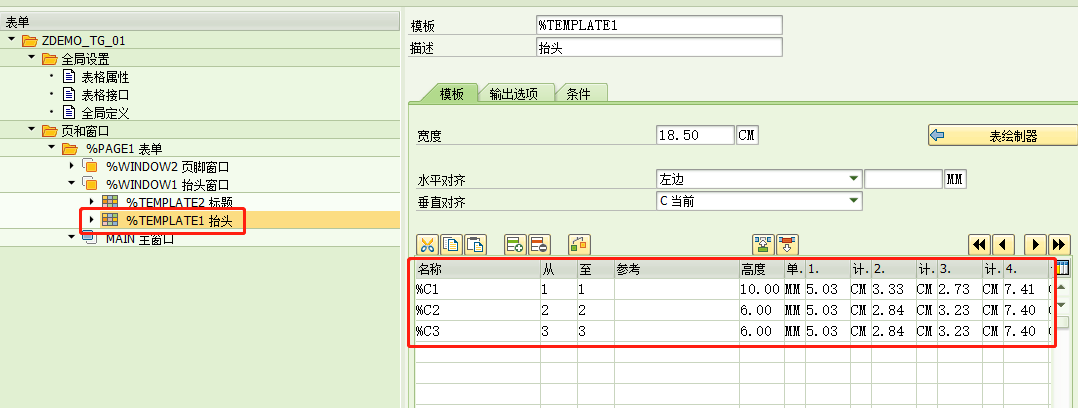 表单
ZDEMO_TG_01
全局设置
表格属性
表格接口
全局定义
页和窗口
%PAGE1 表单
%WINDOW2 页脚窗口
%WINDOW1 抬头窗口
%TEMPLATE2 标题
%TEMPLATE1 抬头
MAIN 主窗口
模板 %TEMPLATE1
描述 抬头
模板 输出选项 条件
宽度 18.50 CM 表绘制器
水平对齐 左边 MM
垂直对齐 C 当前
名称 从 至 参考 高度 单. 1. 计. 2. 计. 3. 计. 4.
%C1 1 1 10.00 MM 5.03 CM 3.33 CM 2.73 CM 7.41
%C2 2 2 6.00 MM 5.03 CM 2.84 CM 3.23 CM 7.40
%C3 3 3 6.00 MM 5.03 CM 2.84 CM 3.23 CM 7.40